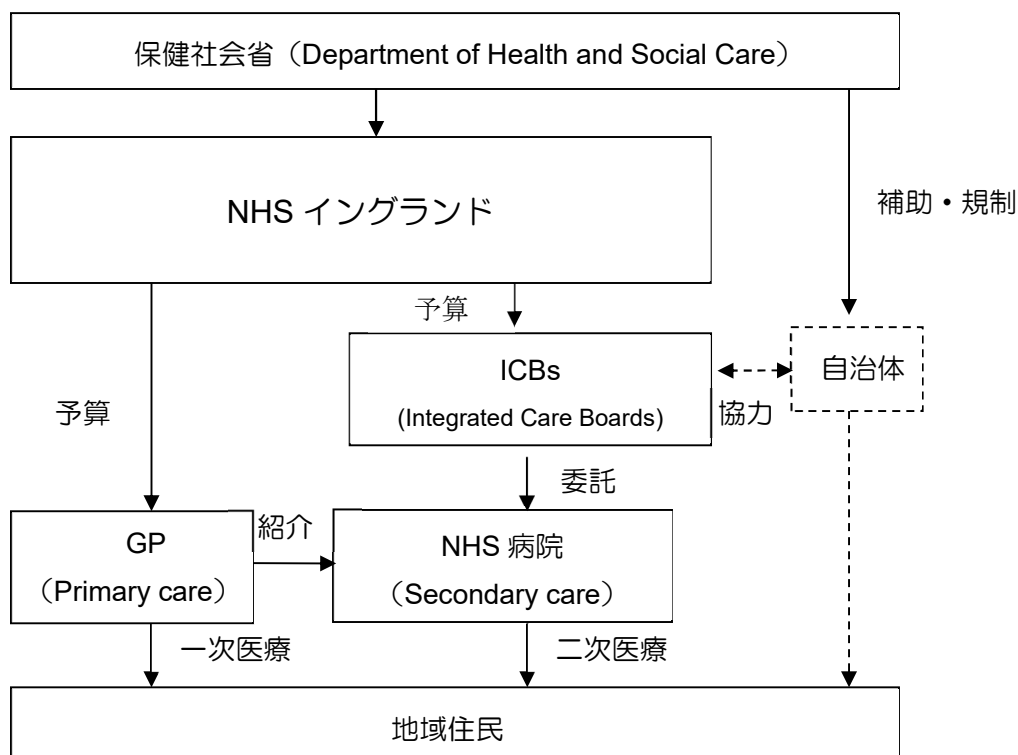 保健社会省（Department of Health and Social Care）
NHS イングランド
補助・規制
予算
ICBs
(Integrated Care Boards)
自治体
協力
予算
委託
GP
（Primary care）
紹介
NHS 病院
（Secondary care）
一次医療
二次医療
地域住民